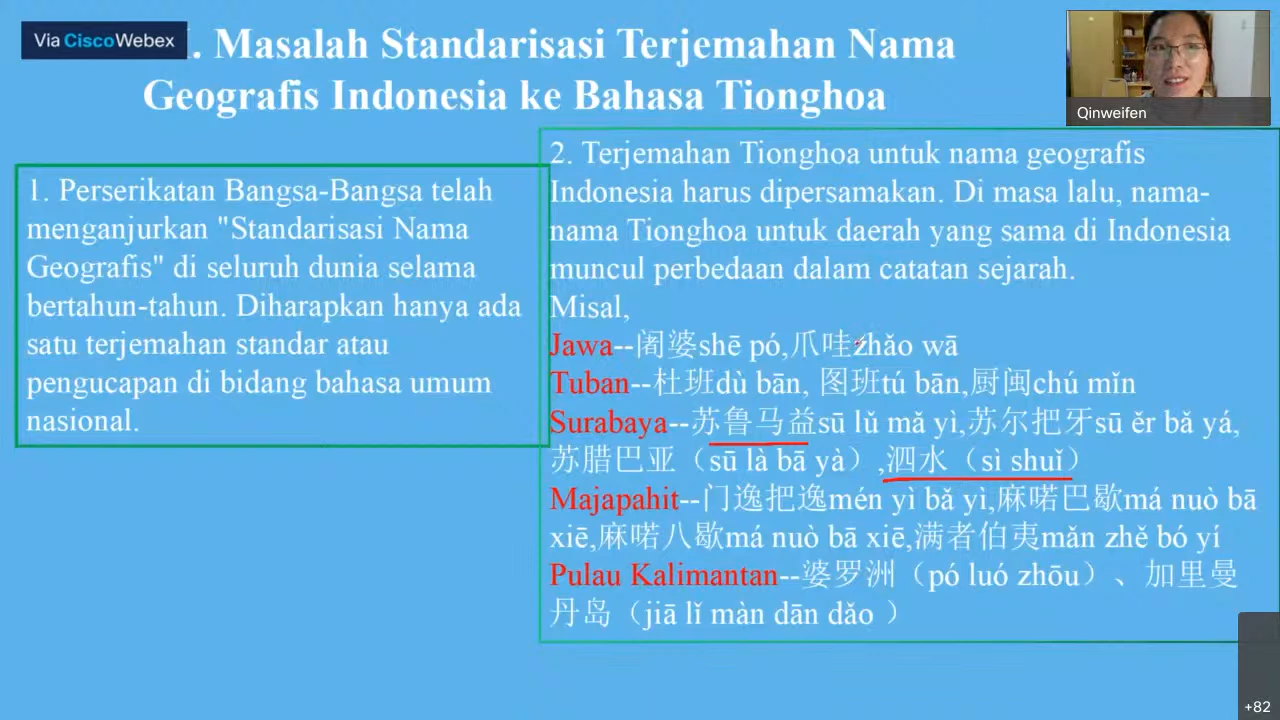 Via Cisco Webex
. Masalah Standarisasi Terjemahan Nama
Geografis Indonesia ke Bahasa Tionghoa
Qinweifen
1. Perserikatan Bangsa-Bangsa telah
menganjurkan "Standarisasi Nama
Geografis" di seluruh dunia selama
bertahun-tahun. Diharapkan hanya ada
satu terjemahan standar atau
pengucapan di bidang bahasa umum
nasional.
2. Terjemahan Tionghoa untuk nama geografis
Indonesia harus dipersamakan. Di masa lalu, nama-
nama Tionghoa untuk daerah yang sama di Indonesia
muncul perbedaan dalam catatan sejarah.
Misal,
Jawa--阇婆shē pó,爪哇zhǎo wā
Tuban--杜班dù bān, 图班tú bān,厨闽chú mǐn
Surabaya--苏鲁马益sū lǔ mǎ yì,苏尔把牙sū ěr bǎ yá,
苏腊巴亚（sū là bā yà）,泗水（sì shuǐ）
Majapahit--门逸把逸mén yì bǎ yì,麻喏巴歇má nuò bā
xiē,麻喏八歇má nuò bā xiē,满者伯夷mǎn zhě bó yí
Pulau Kalimantan--婆罗洲（pó luó zhōu）、加里曼
丹岛（jiā lǐ màn dān dǎo ）
+82